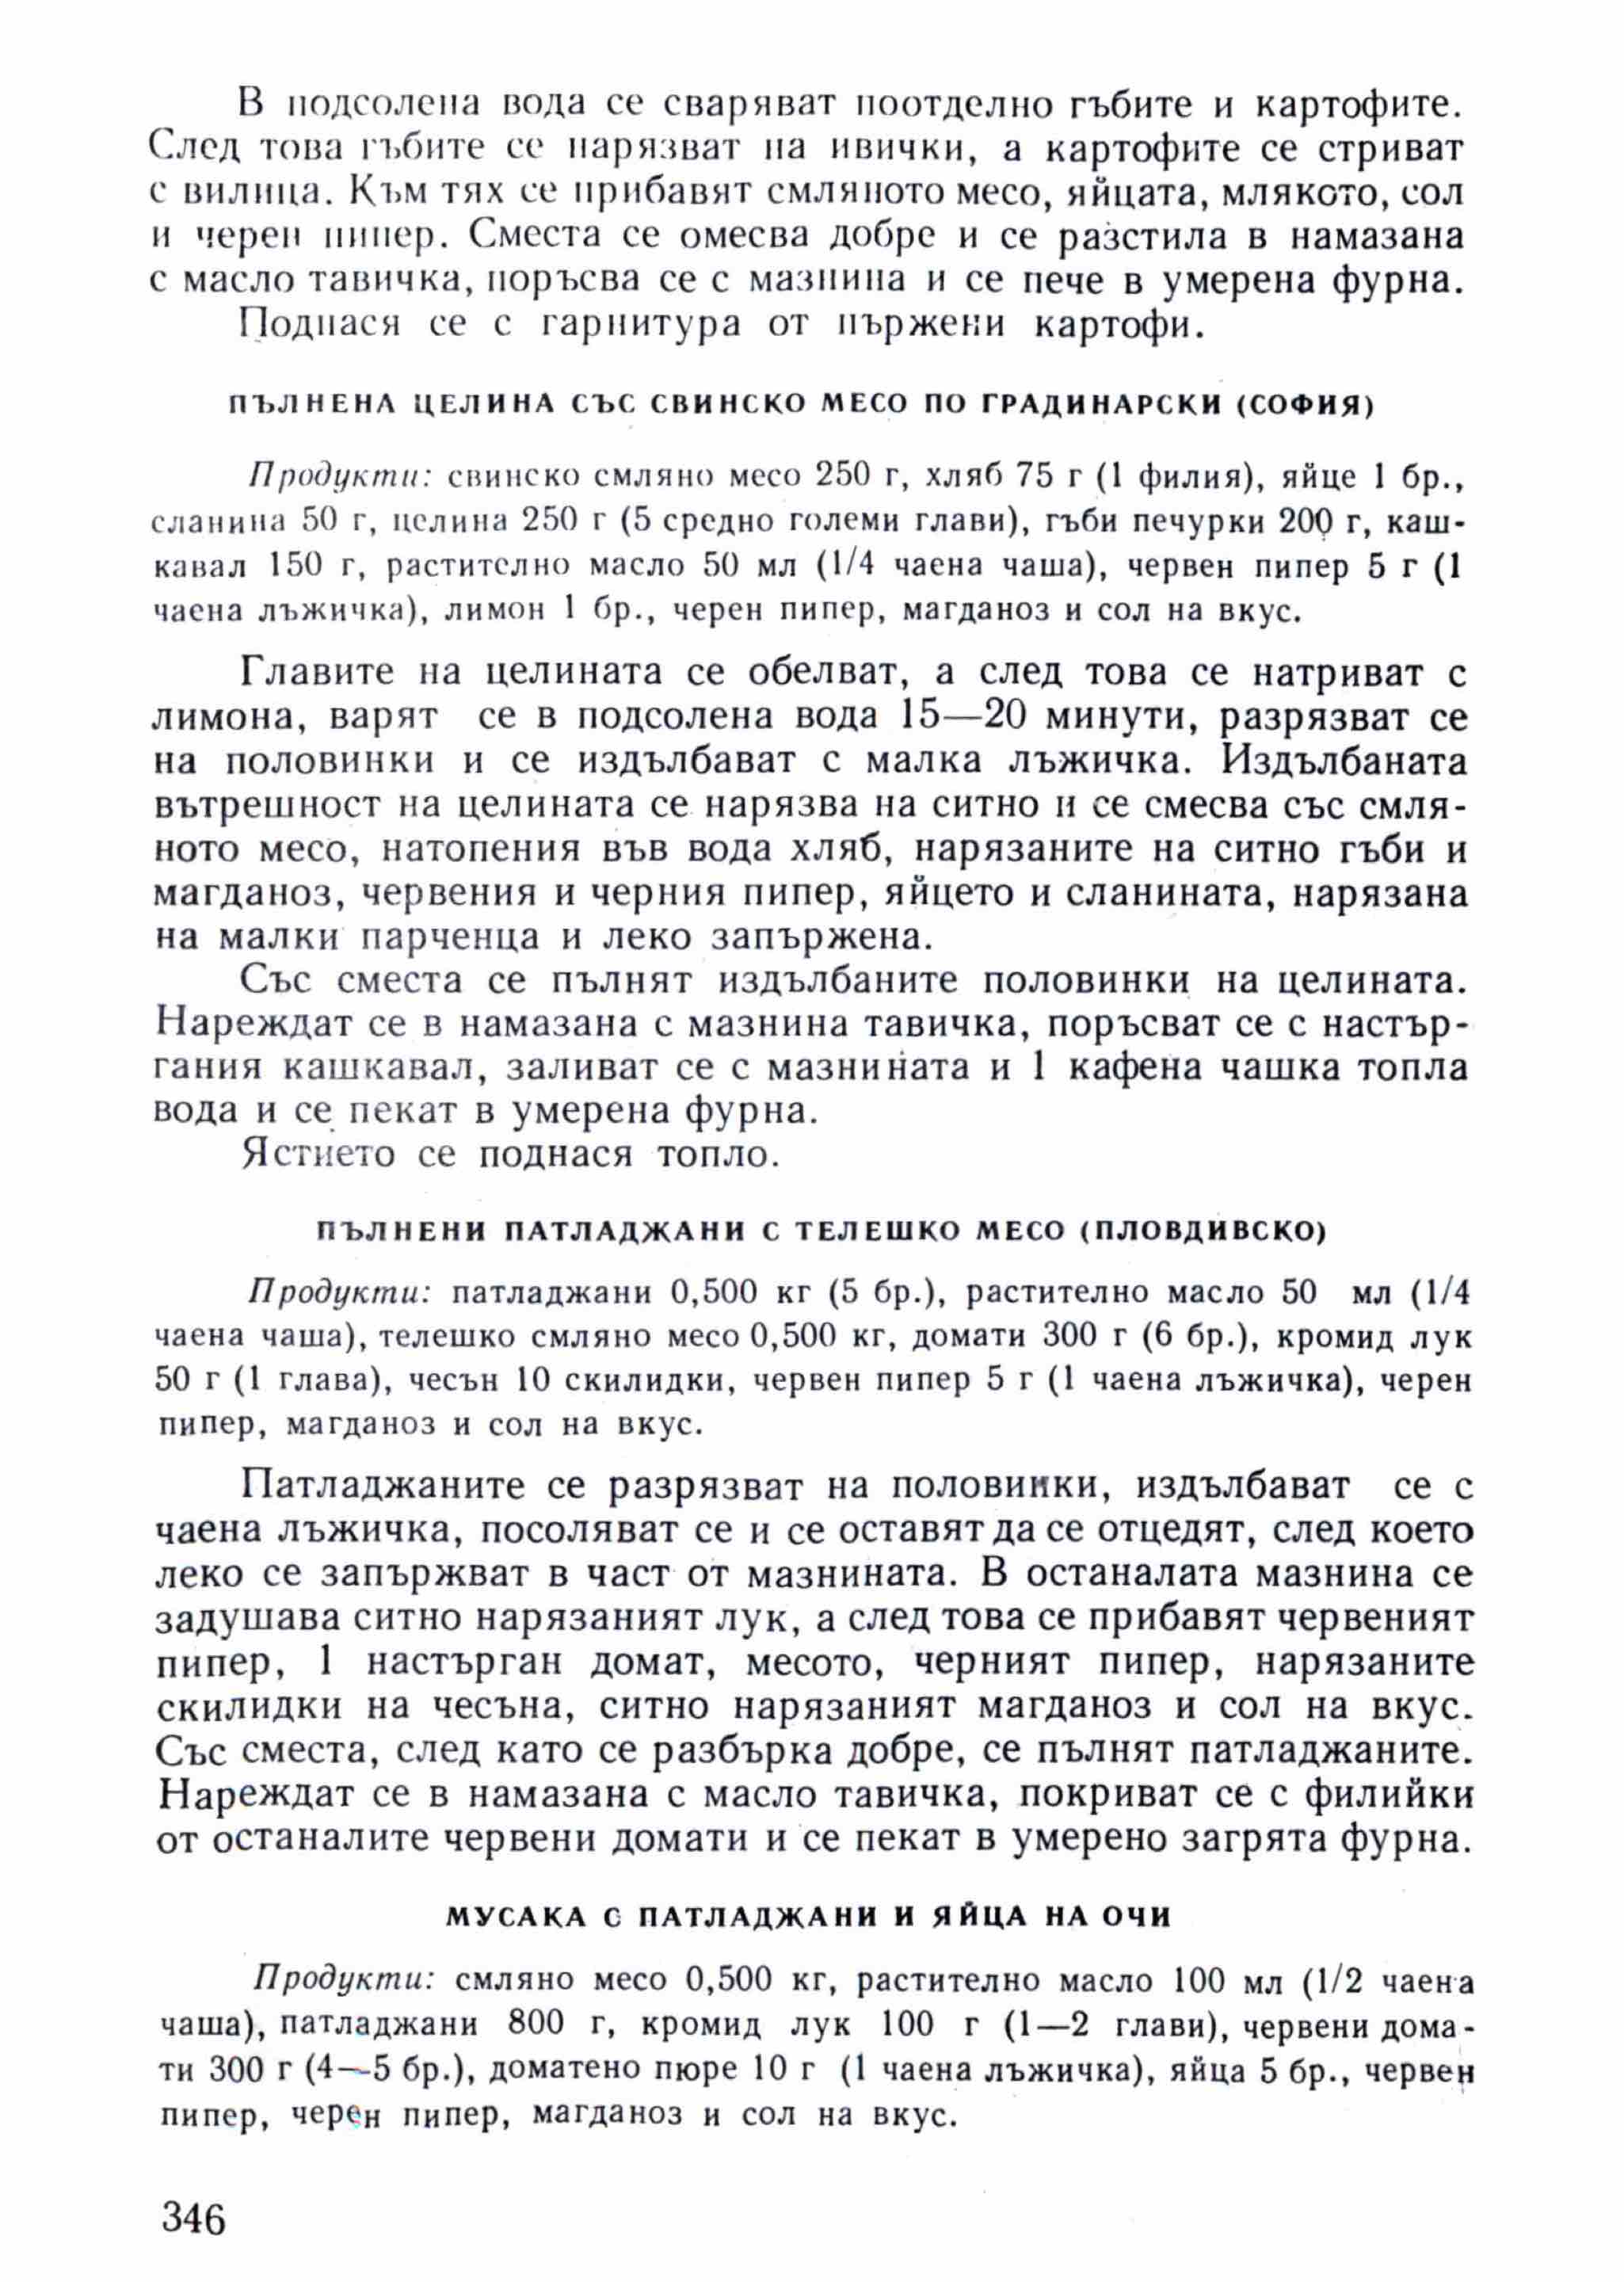 В подсолена вода се сваряват поотделно гъбите и картофите.
След това гъбите се нарязват на ивички, а картофите се стриват
с вилица. Към тях се прибавят смляното месо, яйцата, млякото, сол
и черен пипер. Сместа се омесва добре и се разстила в намазана
с масло тавичка, поръсва се с мазнина и се пече в умерена фурна.
Поднася се с гарнитура от пържени картофи.
ПЪЛНЕНА ЦЕЛИНА СЪС СВИНСКО МЕСО ПО ГРАДИНАРСКИ (СОФИЯ)
Продукти: свинско смляно месо 250 г, хляб 75 г (1 филия), яйце 1 бр.,
сланина 50 г, целина 250 г (5 средно големи глави), гъби печурки 200 г, каш-
кавал 150 г, растително масло 50 мл (1/4 чаена чаша), червен пипер 5 г (1
чаена лъжичка), лимон 1 бр., черен пипер, магданоз и сол на вкус.
Главите на целината се обелват, а след това се натриват с
лимона, варят се в подсолена вода 15—20 минути, разрязват се
на половинки и се издълбават с малка лъжичка. Издълбаната
вътрешност на целината се нарязва на ситно и се смесва със смля-
ното месо, натопения във вода хляб, нарязаните на ситно гъби и
магданоз, червения и черния пипер, яйцето и сланината, нарязана
на малки парченца и леко запържена.
Със сместа се пълнят издълбаните половинки на целината.
Нареждат се в намазана с мазнина тавичка, поръсват се с настър-
гания кашкавал, заливат се с мазнината и 1 кафена чашка топла
вода и се пекат в умерена фурна.
Ястието се поднася топло.
ПЪЛНЕНИ ПАТЛАДЖАНИ С ТЕЛЕШКО МЕСО (ПЛОВДИВСКО)
Продукти: патладжани 0,500 кг (5 бр.), растително масло 50 мл (1/4
чаена чаша), телешко смляно месо 0,500 кг, домати 300 г (6 бр.), кромид лук
50 г (1 глава), чесън 10 скилидки, червен пипер 5 г (1 чаена лъжичка), черен
пипер, магданоз и сол на вкус.
Патладжаните се разрязват на половинки, издълбават се с
чаена лъжичка, посоляват се и се оставят да се отцедят, след което
леко се запържват в част от мазнината. В останалата мазнина се
задушава ситно нарязаният лук, а след това се прибавят червеният
пипер, 1 настърган домат, месото, черният пипер, нарязаните
скилидки на чесъна, ситно нарязаният магданоз и сол на вкус.
Със сместа, след като се разбърка добре, се пълнят патладжаните.
Нареждат се в намазана с масло тавичка, покриват се с филийки
от останалите червени домати и се пекат в умерено загрята фурна.
МУСАКА С ПАТЛАДЖАНИ И ЯЙЦА НА ОЧИ
Продукти: смляно месо 0,500 кг, растително масло 100 мл (1/2 чаена
чаша), патладжани 800 г, кромид лук 100 г (1—2 глави), червени дома-
ти 300 г (4—5 бр.), доматено пюре 10 г (1 чаена лъжичка), яйца 5 бр., червен
пипер, черен пипер, магданоз и сол на вкус.
346